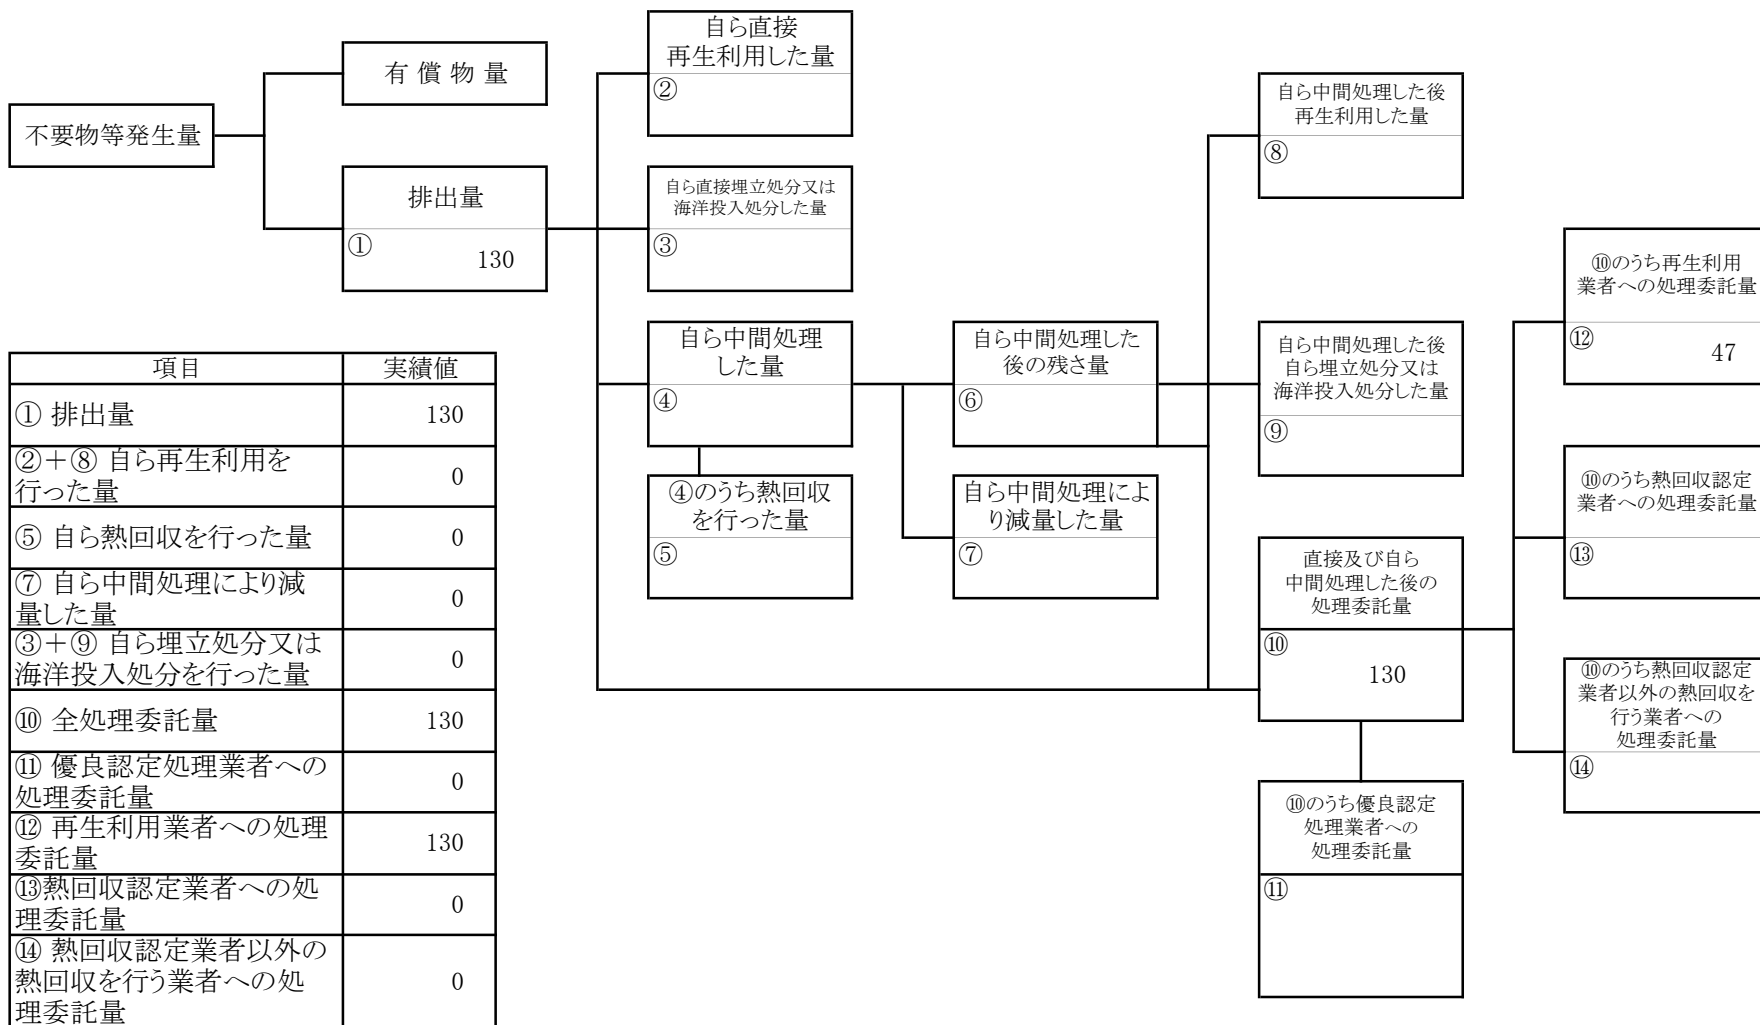 不要物等発生量
有 償 物 量
排出量
①
130
自ら直接
再生利用した量
②
自ら直接埋立処分又は
海洋投入処分した量
③
自ら中間処理
した量
④
④のうち熱回収
を行った量
⑤
自ら中間処理した
後の残さ量
⑥
自ら中間処理によ
り減量した量
⑦
自ら中間処理した後
再生利用した量
⑧
自ら中間処理した後
自ら埋立処分又は
海洋投入処分した量
⑨
直接及び自ら
中間処理した後の
処理委託量
⑩
130
⑩のうち優良認定
処理業者への
処理委託量
⑪
⑩のうち再生利用
業者への処理委託量
⑫
47
⑩のうち熱回収認定
業者への処理委託量
⑬
⑩のうち熱回収認定
業者以外の熱回収を
行う業者への
処理委託量
⑭
項目 実績値
① 排出量 130
②＋⑧ 自ら再生利用を
行った量 0
⑤ 自ら熱回収を行った量 0
⑦ 自ら中間処理により減
量した量 0
③＋⑨ 自ら埋立処分又は
海洋投入処分を行った量 0
⑩ 全処理委託量 130
⑪ 優良認定処理業者への
処理委託量 0
⑫ 再生利用業者への処理
委託量 130
⑬熱回収認定業者への処
理委託量 0
⑭ 熱回収認定業者以外の
熱回収を行う業者への処
理委託量 0